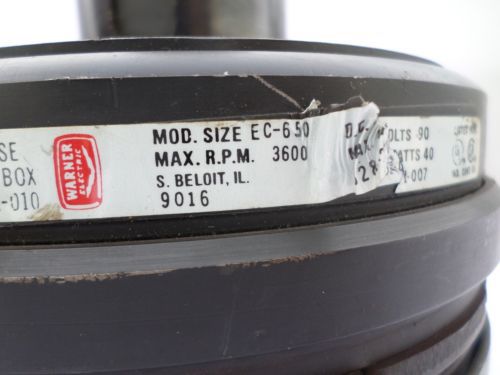 SE
BOX
-010
WARNER
ELECTRIC
MOD. SIZE EC-650
MAX. R.P.M. 3600
S. BELOIT, IL.
9016
VOLTS 90
WATTS 40
-007